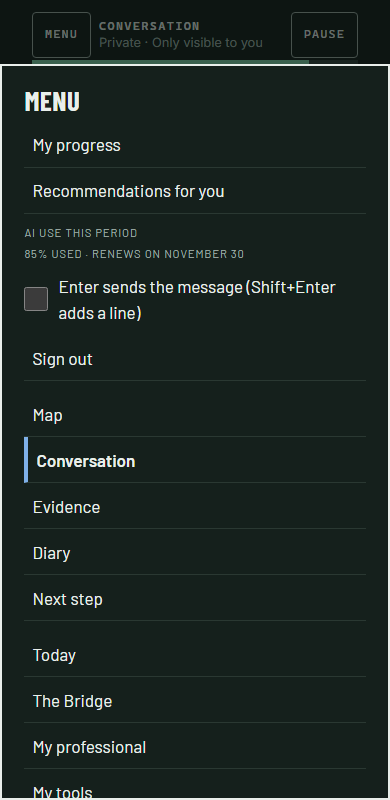 MENU
CONVERSATION
Private · Only visible to you
PAUSE
MENU
My progress
Recommendations for you
AI USE THIS PERIOD
85% USED · RENEWS ON NOVEMBER 30
Enter sends the message (Shift+Enter
adds a line)
Sign out
Map
Conversation
Evidence
Diary
Next step
Today
The Bridge
My professional
My tools